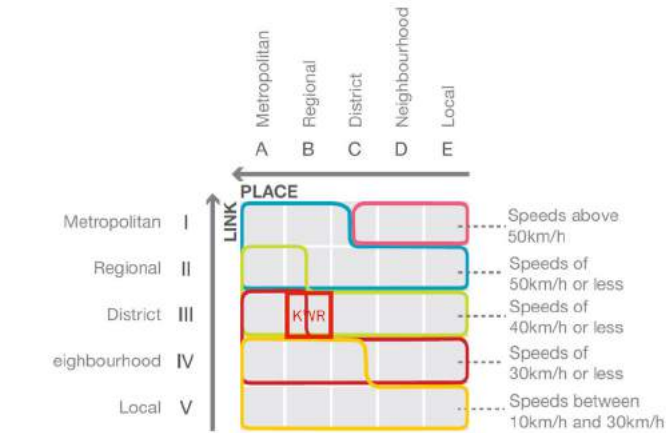 Metropolitan
Regional
District
Neighbourhood
Local
A B C D E
PLACE
LINK
Metropolitan I
Speeds above
50km/h
Regional II
Speeds of
50km/h or less
District III
KWR
Speeds of
40km/h or less
eighbourhood IV
Speeds of
30km/h or less
Local V
Speeds between
10km/h and 30km/h